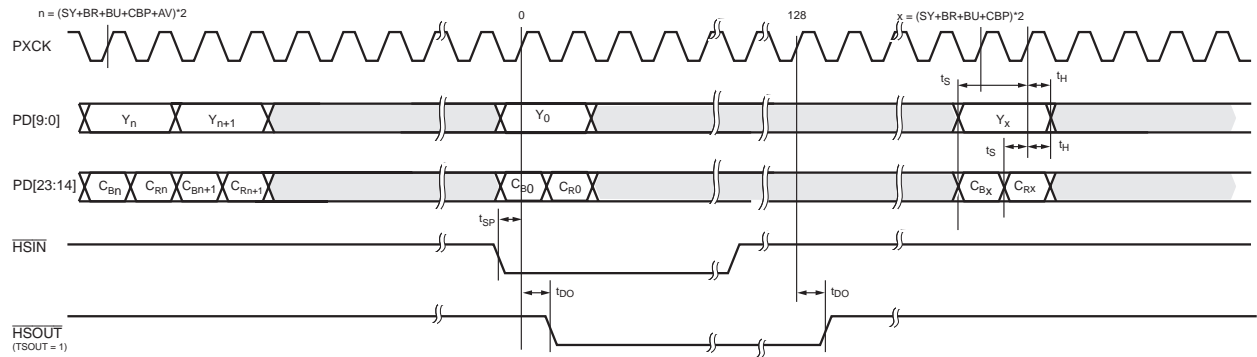 n = (SY+BR+BU+CBP+AV)*2 0 128 x = (SY+BR+BU+CBP)*2
PXCK
tS tH
PD[9:0] Yn Yn+1 Y0 Yx
tS tH
PD[23:14] CBn CRn CBn+1 CRn+1 CB0 CR0 CBx CRx
tSP
HSIN
tDO tDO
HSOUT
(TSOUT = 1)